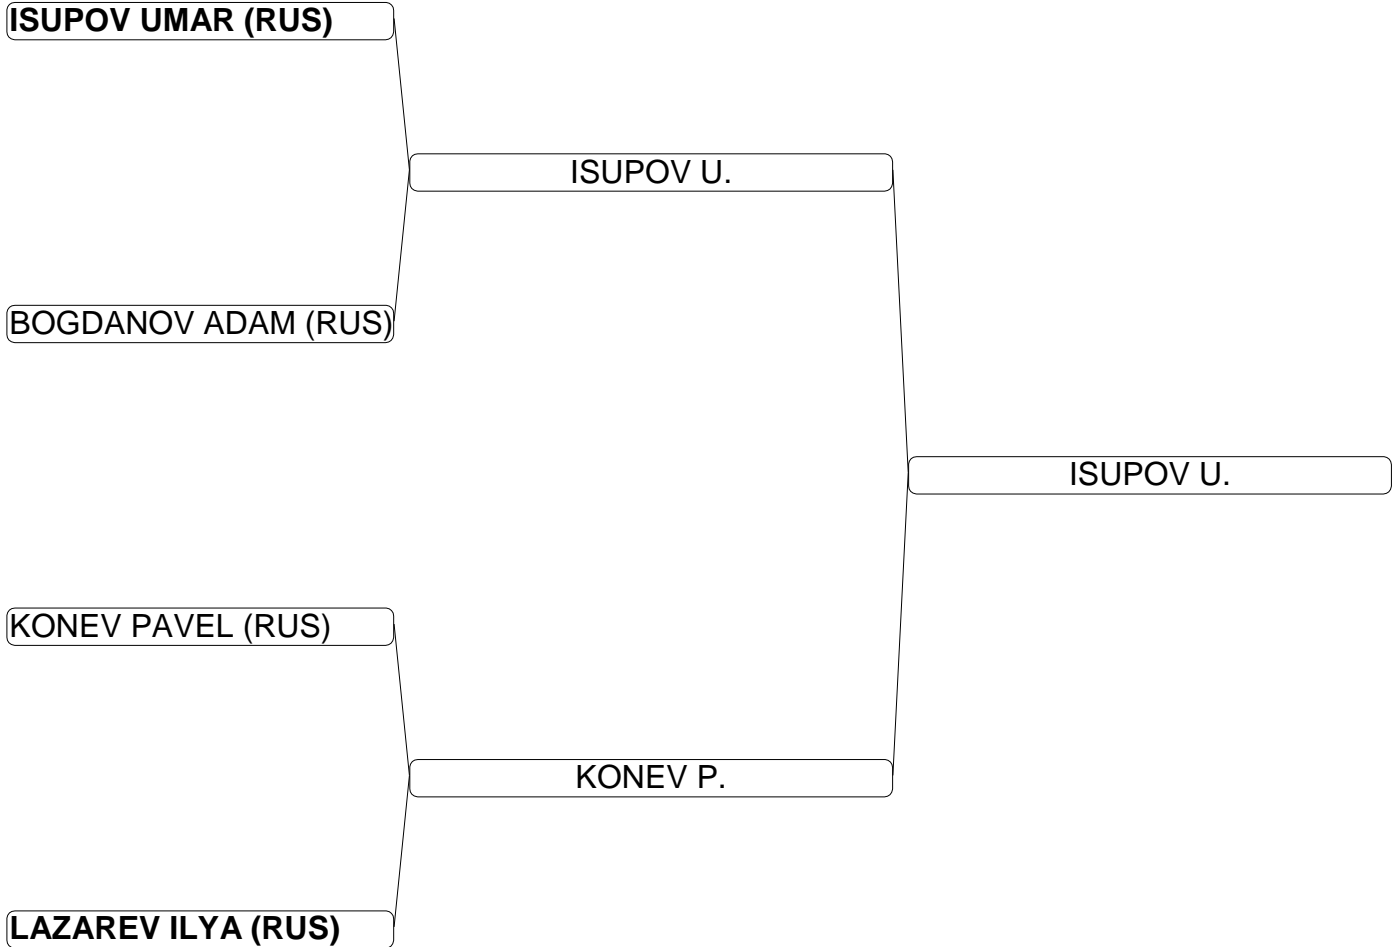 ISUPOV UMAR (RUS)
ISUPOV U.
BOGDANOV ADAM (RUS)
ISUPOV U.
KONEV PAVEL (RUS)
KONEV P.
LAZAREV ILYA (RUS)